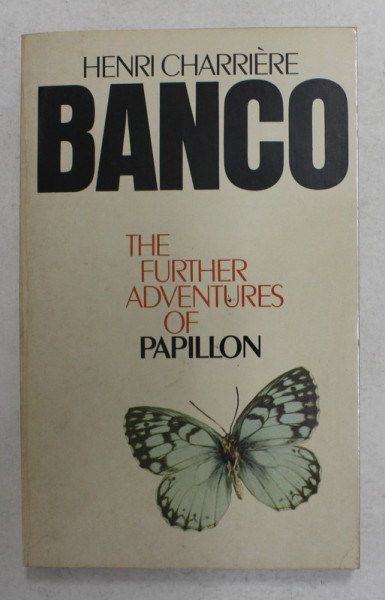 HENRI CHARRIÈRE
BANCO
THE
FURTHER
ADVENTURES
OF
PAPILLON